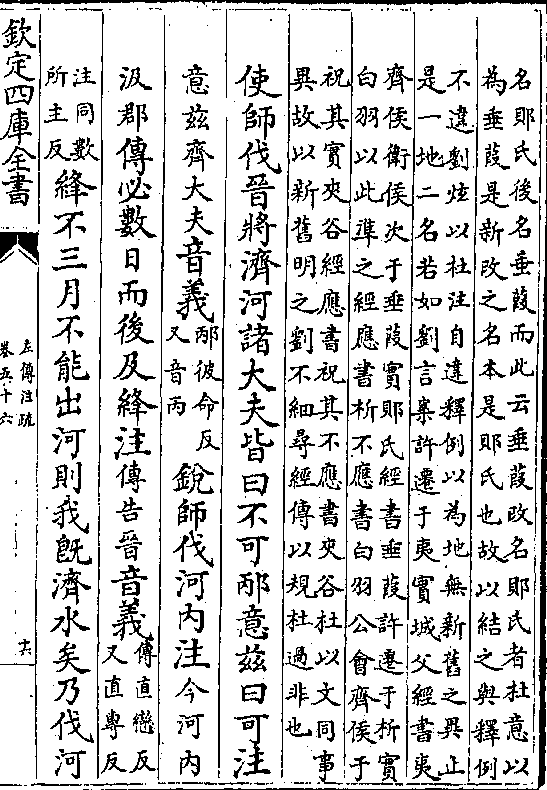 名郹氏後名垂葭而此云垂葭改名郹氏者杜意以
為垂葭是新改之名本是郹氏也故以結之與釋例
不違劉炫以杜注自違釋例以為地無新舊之異止
是一地二名若如劉言案許遷于夷實城父經書夷
齊侯衛侯次于垂葭實郹氏經書垂葭許遷于析實
白羽以此準之經應書析不應書白羽公會齊侯于
祝其實夾谷經應書祝其不應書夾谷杜以文同事
異故以新舊明之劉不細尋經傳以規杜過非也
使師伐晉將濟河諸大夫皆曰不可邴意兹曰可注
意兹齊大夫音義邴彼命反又音丙銳師伐河内注今河内
汲郡傳必數日而後及絳注傳告晉音義傳直戀反又直專反
注同數所主反絳不三月不能出河則我既濟水矣乃伐河
欽定四庫全書
左傳注疏
卷五十六
十六